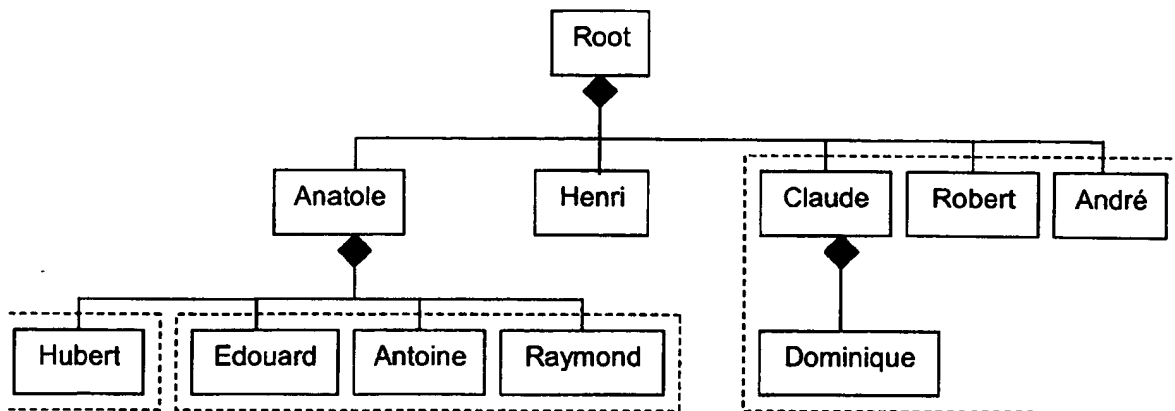 Root
Anatole Henri Claude Robert André
Hubert Edouard Antoine Raymond Dominique